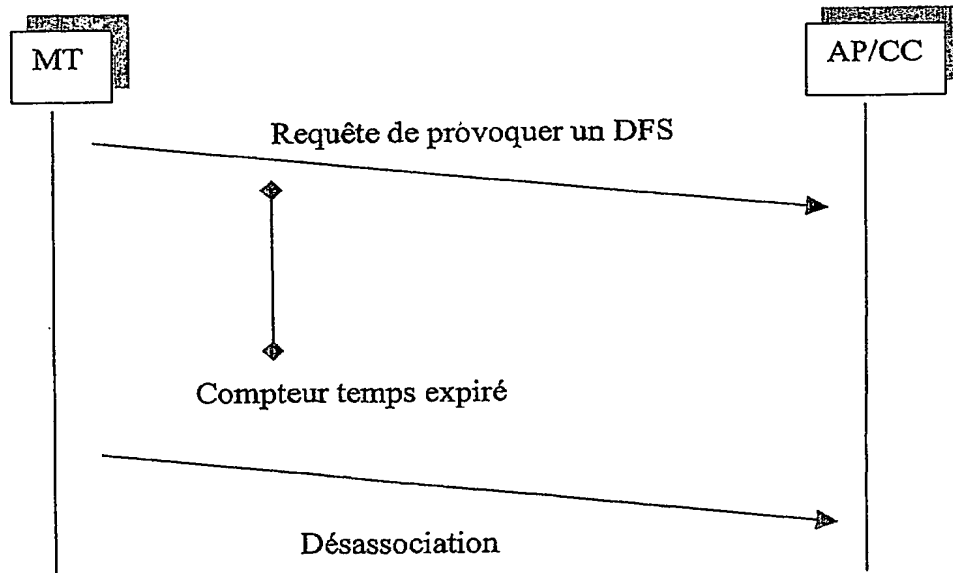 MT
AP/CC
Requête de provoquer un DFS
Compteur temps expiré
Désassociation